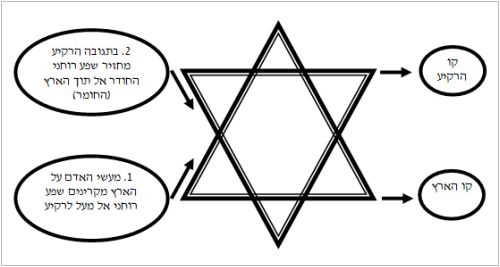 2. בתגובה הרקיע
מחזיר שפע רוחני
החודר אל תוך הארץ
(החומר)
קו
הרקיע
1. מעשי האדם על
הארץ מקרינים שפע
רוחני אל מעל לרקיע
קו הארץ